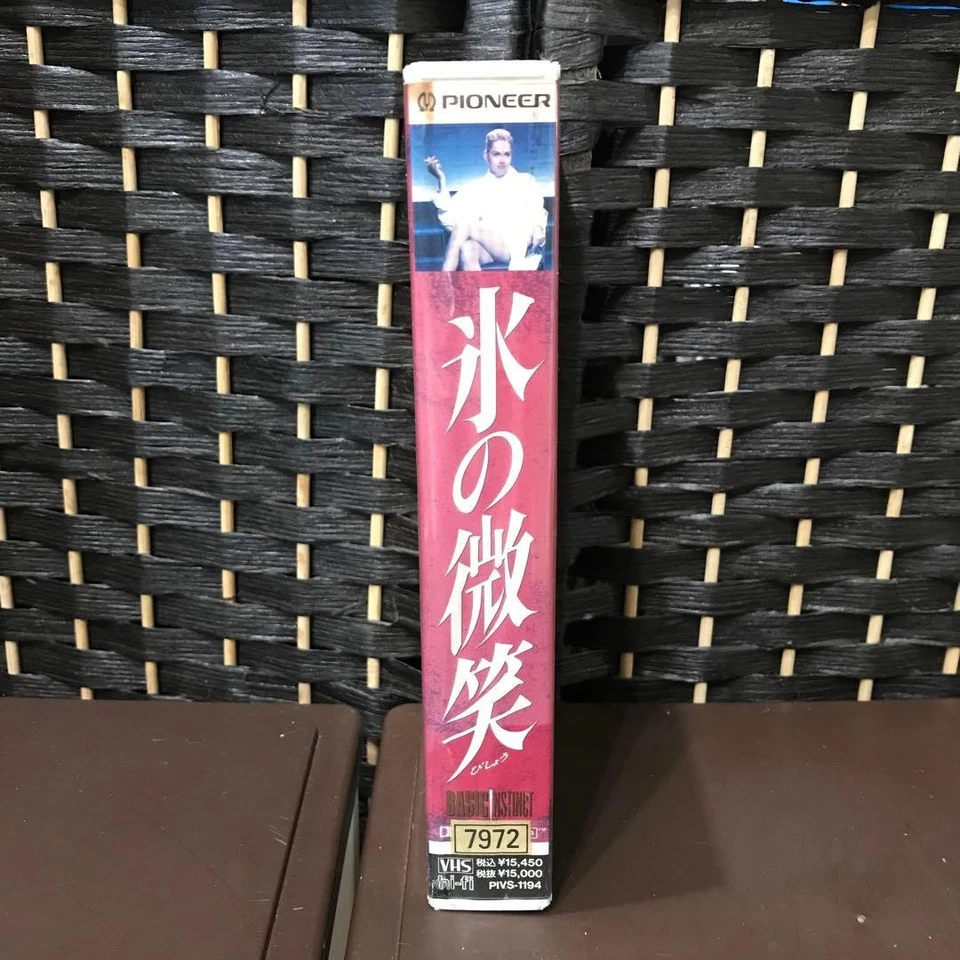 PIONEER
氷の微笑
びしょう
BASIC INSTINCT
7972
VHS 税込 ¥15,450
hi-fi 税抜 ¥15,000
PIVS-1194